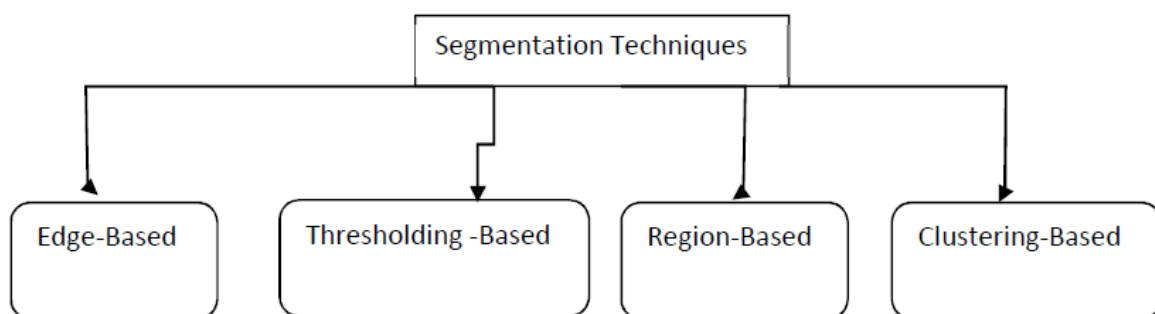 Segmentation Techniques
Edge-Based
Thresholding -Based
Region-Based
Clustering-Based